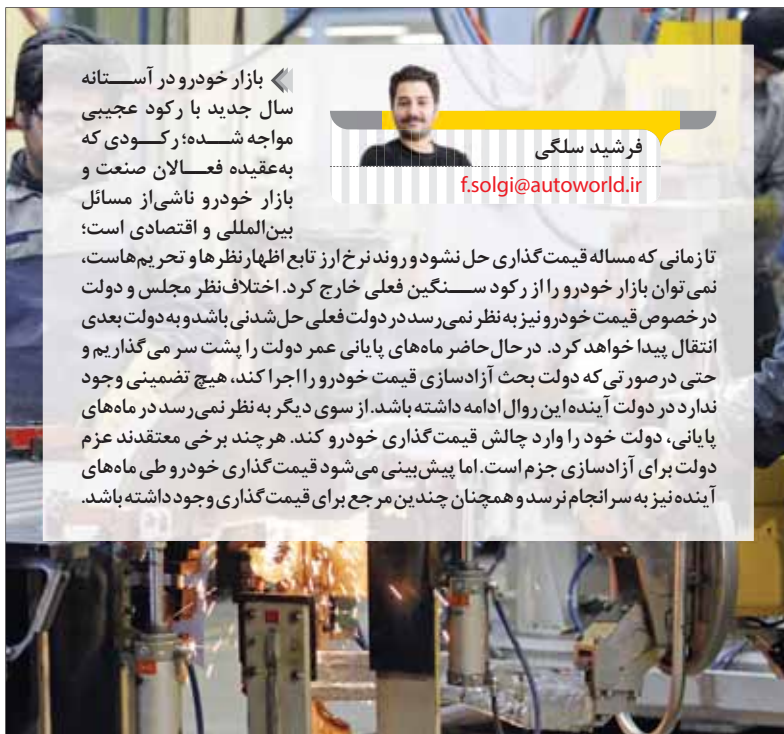 فرشید سلگی
f.solgi@autoworld.ir
بازار خودرو در آستانه
سال جدید با رکود عجیبی
مواجه شده؛ رکودی که
به‌عقیده فعالان صنعت و
بازار خودرو ناشی‌از مسائل
بین‌المللی و اقتصادی است؛
تا زمانی که مساله قیمت‌گذاری حل نشود و روند نرخ ارز تابع اظهارنظرها و تحریم‌هاست،
نمی‌توان بازار خودرو را از رکود سنگین فعلی خارج کرد. اختلاف‌نظر مجلس و دولت
در خصوص قیمت خودرو نیز به نظر نمی‌رسد در دولت فعلی حل‌شدنی باشد و به دولت بعدی
انتقال پیدا خواهد کرد. درحال‌حاضر ماه‌های پایانی عمر دولت را پشت سر می‌گذاریم و
حتی درصورتی‌که دولت بحث آزادسازی قیمت خودرو را اجرا کند، هیچ تضمینی وجود
ندارد در دولت آینده این روال ادامه داشته باشد. از سوی دیگر به نظر نمی‌رسد در ماه‌های
پایانی، دولت خود را وارد چالش قیمت‌گذاری خودرو کند. هرچند برخی معتقدند عزم
دولت برای آزادسازی جزم است. اما پیش‌بینی می‌شود قیمت‌گذاری خودرو طی ماه‌های
آینده نیز به سرانجام نرسد و همچنان چندین مرجع برای قیمت‌گذاری وجود داشته باشد.